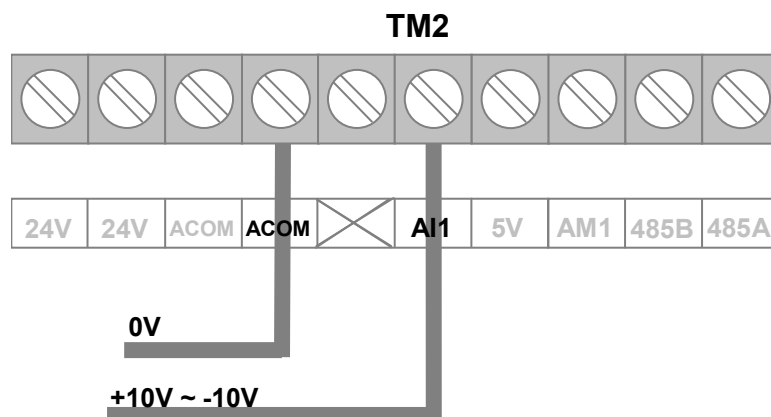 TM2
24V 24V ACOM ACOM AI1 5V AM1 485B 485A
0V
+10V ~ -10V